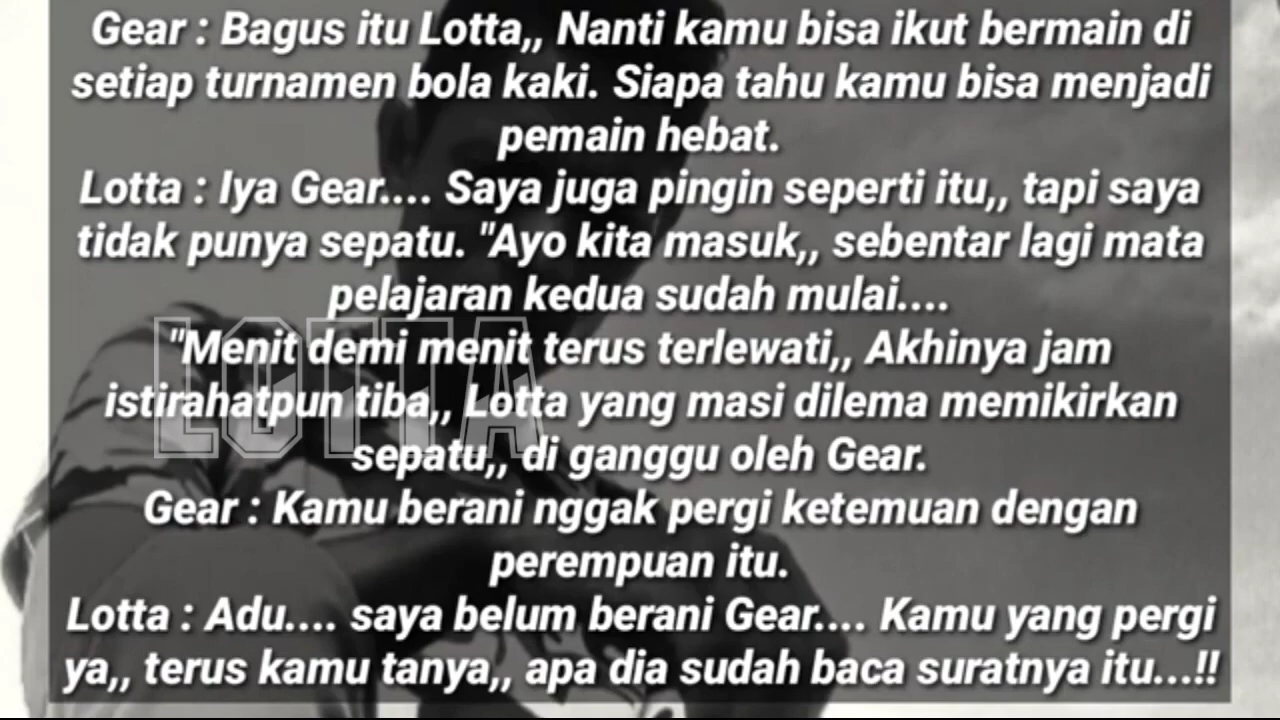 Gear : Bagus itu Lotta,, Nanti kamu bisa ikut bermain di
setiap turnamen bola kaki. Siapa tahu kamu bisa menjadi
pemain hebat.
Lotta : Iya Gear.... Saya juga pingin seperti itu,, tapi saya
tidak punya sepatu. "Ayo kita masuk,, sebentar lagi mata
pelajaran kedua sudah mulai....
"Menit demi menit terus terlewati,, Akhinya jam
istirahatpun tiba,, Lotta yang masi dilema memikirkan
sepatu,, di ganggu oleh Gear.
Gear : Kamu berani nggak pergi ketemuan dengan
perempuan itu.
Lotta : Adu.... saya belum berani Gear.... Kamu yang pergi
ya,, terus kamu tanya,, apa dia sudah baca suratnya itu...!!
LOTTA